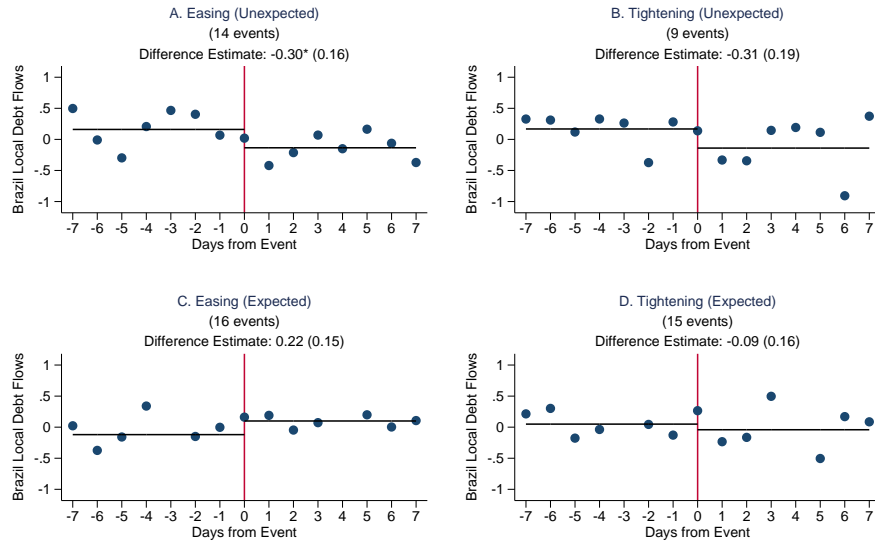 A. Easing (Unexpected)
(14 events)
Difference Estimate: -0.30* (0.16)
Brazil Local Debt Flows
1
.5
0
-.5
-1
-7 -6 -5 -4 -3 -2 -1 0 1 2 3 4 5 6 7
Days from Event
B. Tightening (Unexpected)
(9 events)
Difference Estimate: -0.31 (0.19)
Brazil Local Debt Flows
1
.5
0
-.5
-1
-7 -6 -5 -4 -3 -2 -1 0 1 2 3 4 5 6 7
Days from Event
C. Easing (Expected)
(16 events)
Difference Estimate: 0.22 (0.15)
Brazil Local Debt Flows
1
.5
0
-.5
-1
-7 -6 -5 -4 -3 -2 -1 0 1 2 3 4 5 6 7
Days from Event
D. Tightening (Expected)
(15 events)
Difference Estimate: -0.09 (0.16)
Brazil Local Debt Flows
1
.5
0
-.5
-1
-7 -6 -5 -4 -3 -2 -1 0 1 2 3 4 5 6 7
Days from Event